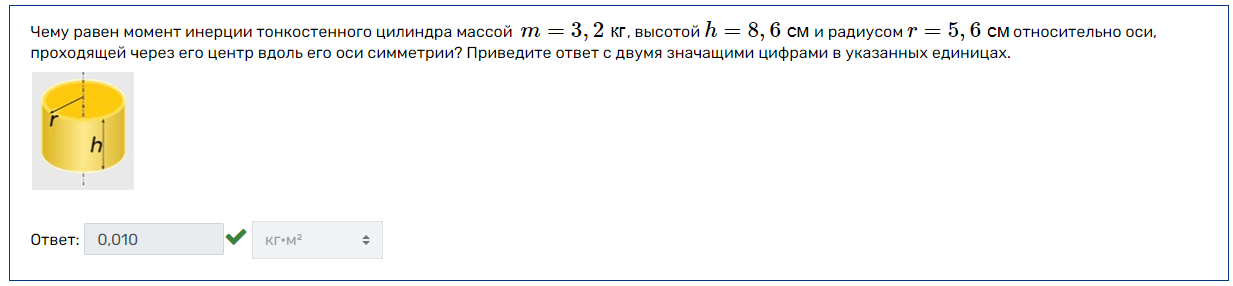 Чему равен момент инерции тонкостенного цилиндра массой m = 3, 2 кг, высотой h = 8, 6 см и радиусом r = 5, 6 см относительно оси,
проходящей через его центр вдоль его оси симметрии? Приведите ответ с двумя значащими цифрами в указанных единицах.
r
h
Ответ: 0,010 кг•м²